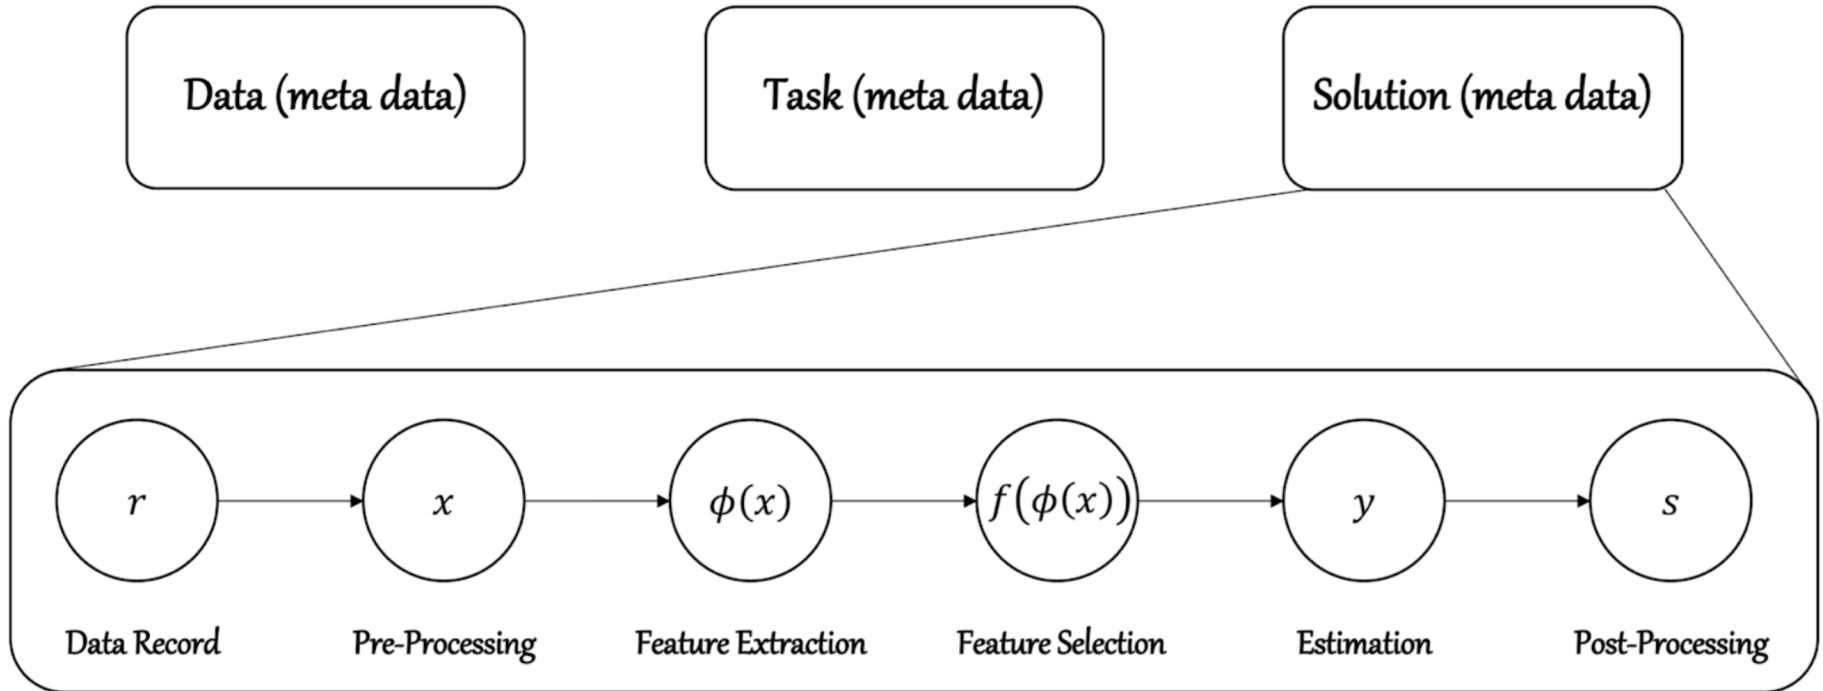 Data (meta data)
Task (meta data)
Solution (meta data)
r
x
ϕ(x)
f(ϕ(x))
y
s
Data Record
Pre-Processing
Feature Extraction
Feature Selection
Estimation
Post-Processing